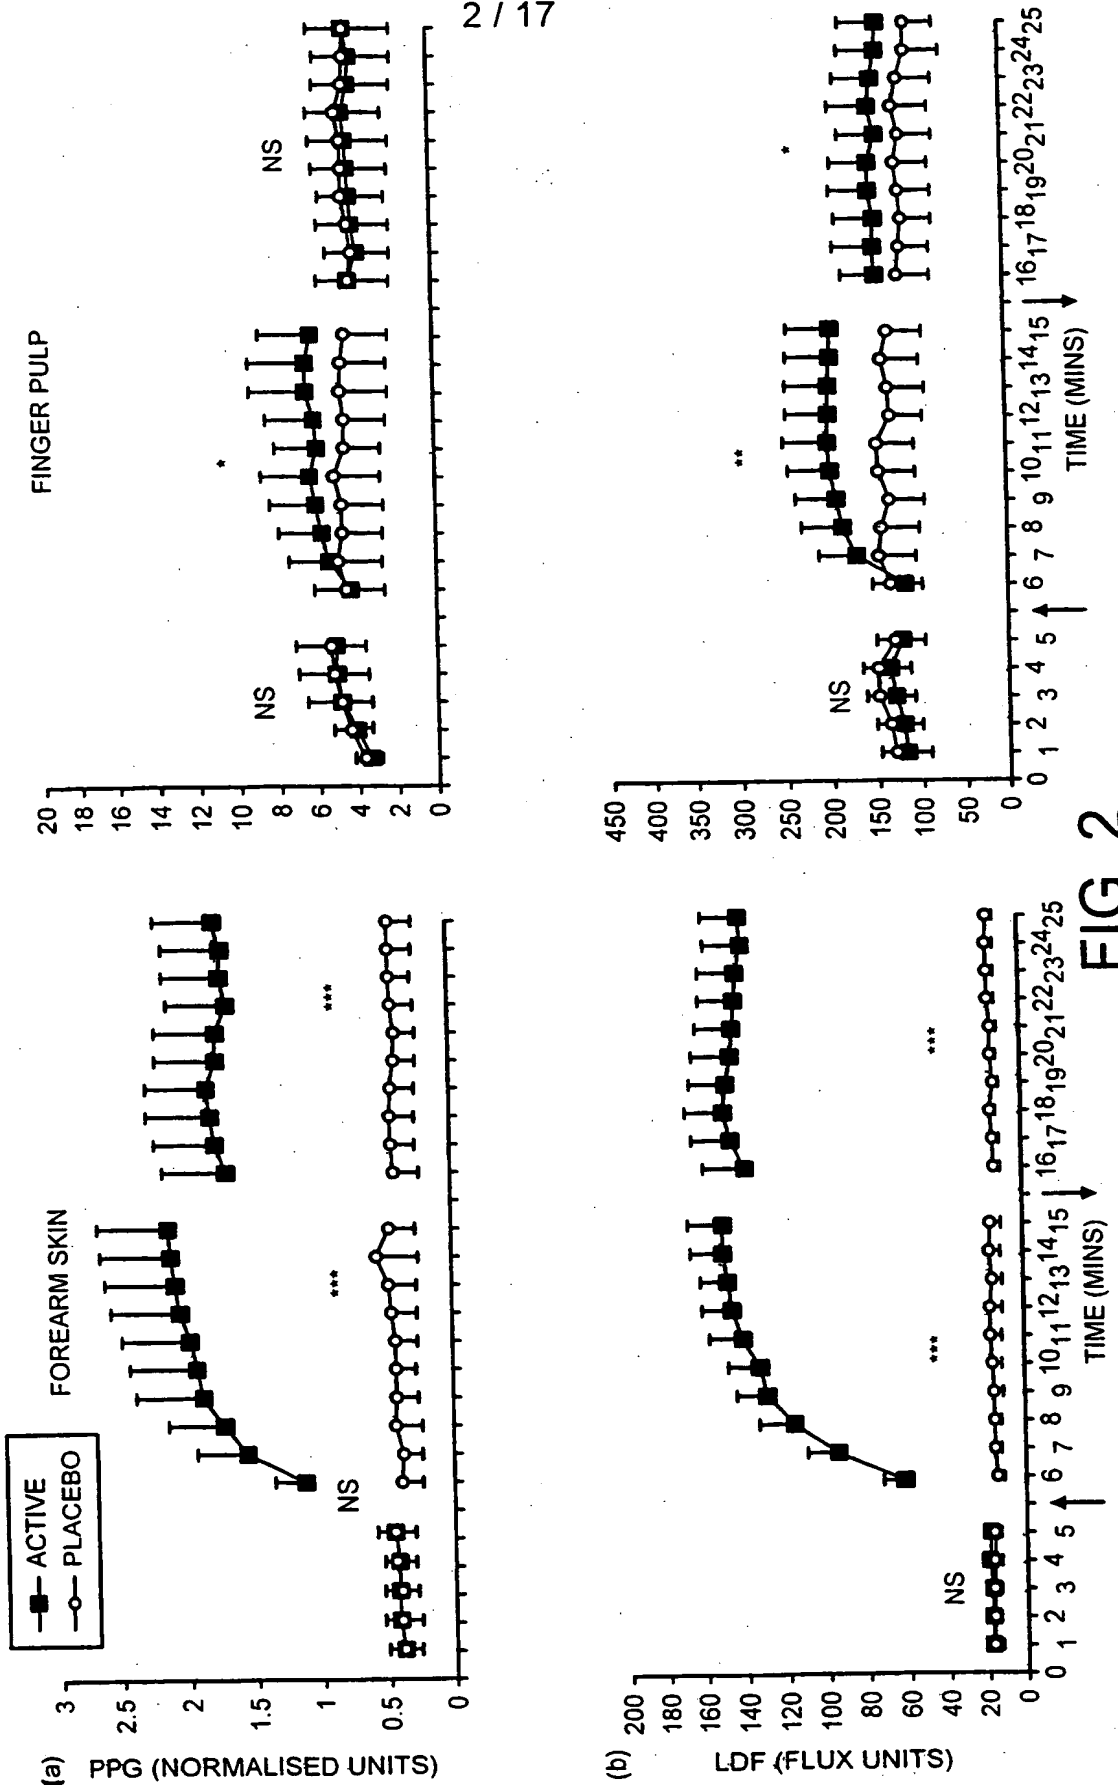 2 / 17
ACTIVE
PLACEBO
(a)
FOREARM SKIN
FINGER PULP
PPG (NORMALISED UNITS)
3
2.5
2
1.5
1
0.5
0
NS
***
***
20
18
16
14
12
10
8
6
4
2
0
NS
*
NS
(b)
LDF (FLUX UNITS)
200
180
160
140
120
100
80
60
40
20
0
NS
***
***
0 1 2 3 4 5 6 7 8 9 10 11 12 13 14 15 16 17 18 19 20 21 22 23 24 25
TIME (MINS)
450
400
350
300
250
200
150
100
50
0
NS
**
*
0 1 2 3 4 5 6 7 8 9 10 11 12 13 14 15 16 17 18 19 20 21 22 23 24 25
TIME (MINS)
FIG 2